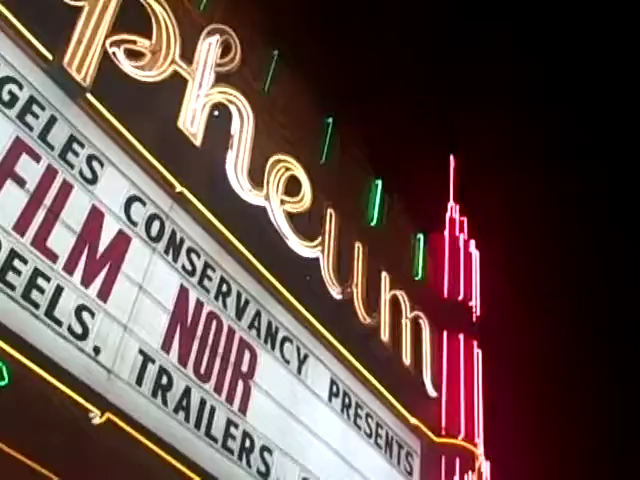 pheum
GELES CONSERVANCY PRESENTS
FILM NOIR
REELS, TRAILERS